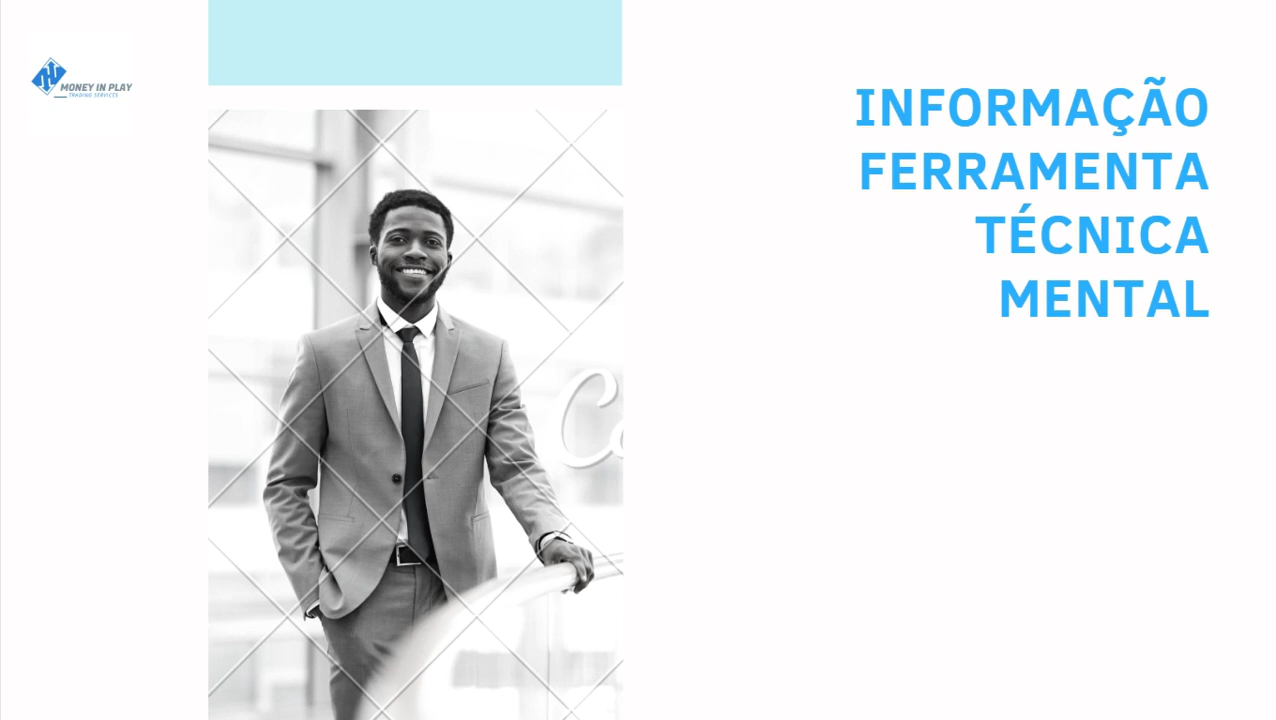 MONEY IN PLAY
TRADING SERVICES
INFORMAÇÃO
FERRAMENTA
TÉCNICA
MENTAL